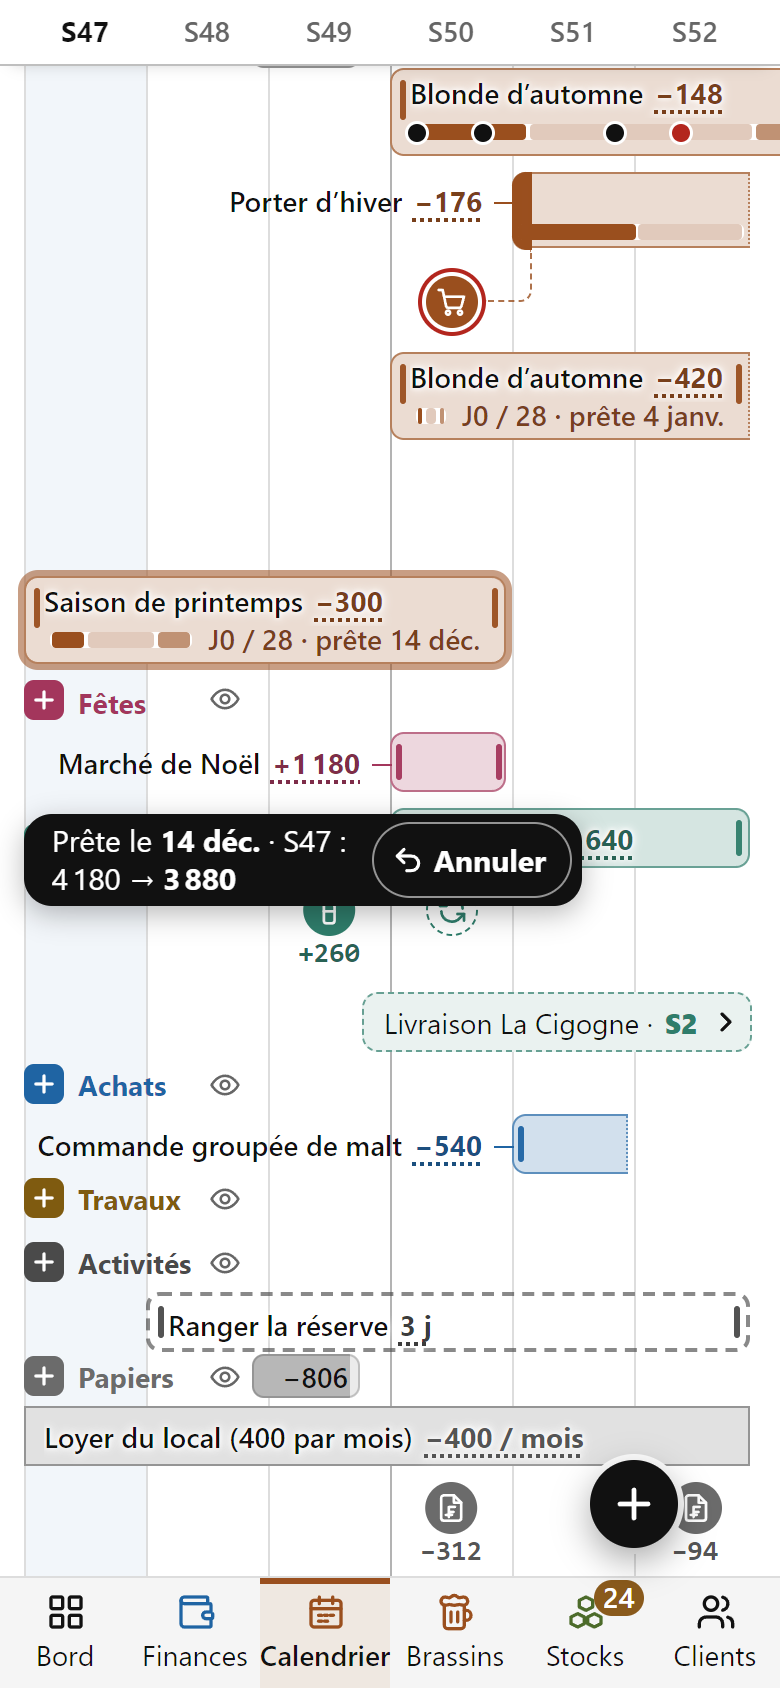 S47 S48 S49 S50 S51 S52
Blonde d’automne −148
Porter d’hiver −176
Blonde d’automne −420
J0 / 28 · prête 4 janv.
Saison de printemps −300
J0 / 28 · prête 14 déc.
Fêtes
Marché de Noël +1 180
640
Prête le 14 déc. · S47 :
4 180 → 3 880
Annuler
+260
Livraison La Cigogne · S2
Achats
Commande groupée de malt −540
Travaux
Activités
Ranger la réserve 3 j
Papiers −806
Loyer du local (400 par mois) −400 / mois
−312 −94
24
Bord Finances Calendrier Brassins Stocks Clients